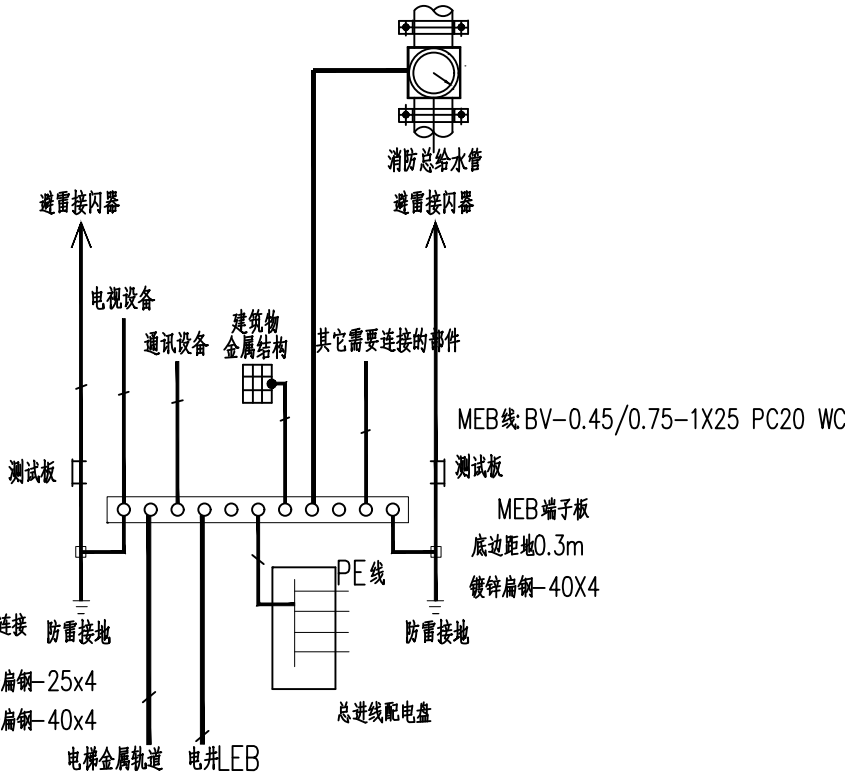 消防总给水管
避雷接闪器
避雷接闪器
电视设备
通讯设备
建筑物
金属结构
其它需要连接的部件
MEB线:BV-0.45/0.75-1X25 PC20 WC
测试板
测试板
MEB端子板
底边距地0.3m
镀锌扁钢-40X4
PE线
连接
防雷接地
防雷接地
扁钢-25x4
扁钢-40x4
总进线配电盘
电梯金属轨道
电井LEB